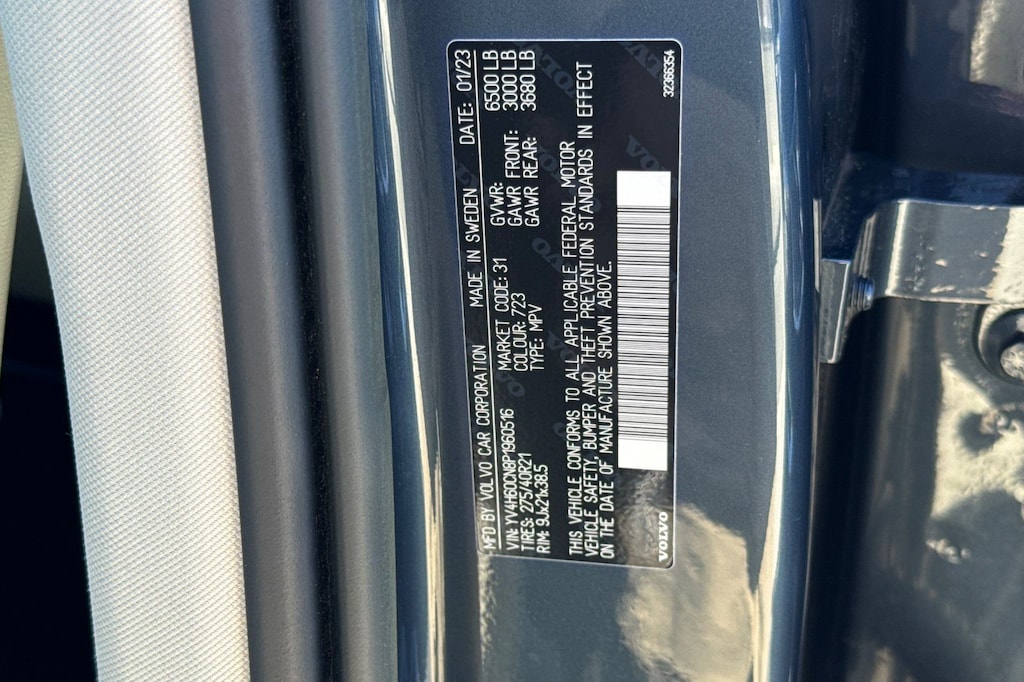 MFD BY VOLVO CAR CORPORATION MADE IN SWEDEN DATE: 01/23
VIN: YV4H60CN8P1960516 MARKET CODE: 31 GVWR: 6500 LB
TIRES: 275/40R21 COLOUR: 723 GAWR FRONT: 3000 LB
RIM: 9Jx21x38.5 TYPE: MPV GAWR REAR: 3680 LB
THIS VEHICLE CONFORMS TO ALL APPLICABLE FEDERAL MOTOR
VEHICLE SAFETY, BUMPER AND THEFT PREVENTION STANDARDS IN EFFECT
ON THE DATE OF MANUFACTURE SHOWN ABOVE.
VOLVO 32366354